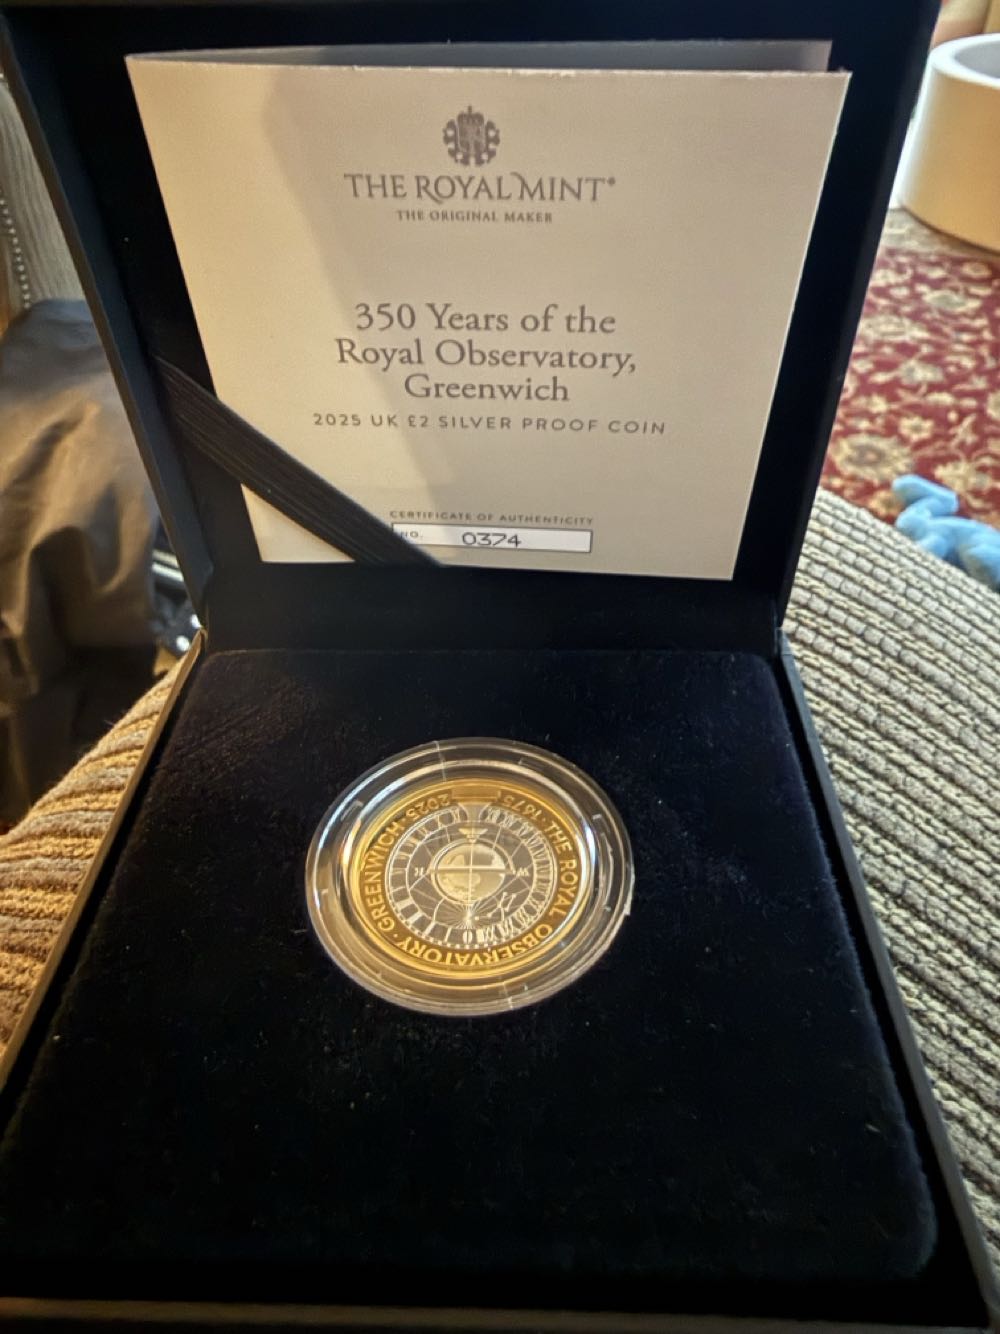 THE ROYAL MINT®
THE ORIGINAL MAKER
350 Years of the
Royal Observatory,
Greenwich
2025 UK £2 SILVER PROOF COIN
CERTIFICATE OF AUTHENTICITY
NO. 0374
1675 · THE ROYAL OBSERVATORY · GREENWICH · 2025